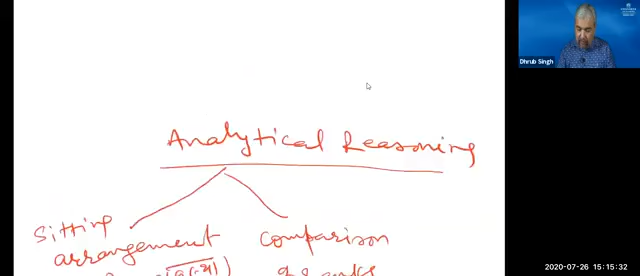 Dhrub Singh
Analytical Reasoning
Sitting
arrangement
comparison
2020-07-26 15:15:32